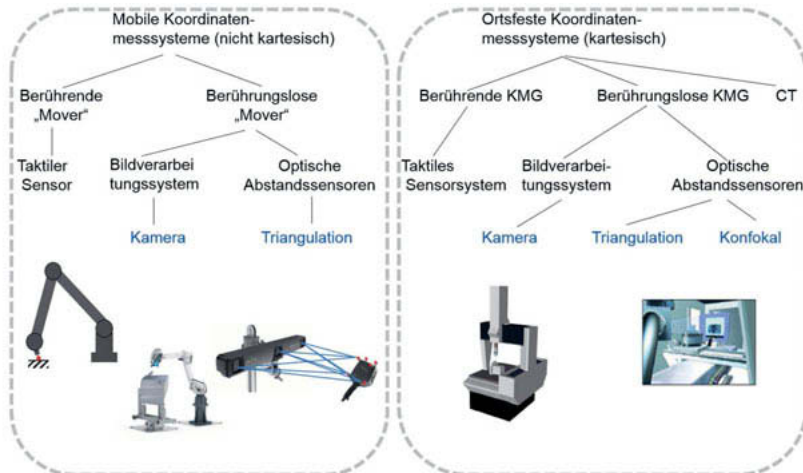 Mobile Koordinaten-
messsysteme (nicht kartesisch)
Berührende
„Mover“
Berührungslose
„Mover“
Taktiler
Sensor
Bildverarbei
tungssystem
Optische
Abstandssensoren
Kamera
Triangulation
Ortsfeste Koordinaten-
messsysteme (kartesisch)
Berührende KMG
Berührungslose KMG
CT
Taktiles
Sensorsystem
Bildverarbei-
tungssystem
Optische
Abstandssensoren
Kamera
Triangulation
Konfokal